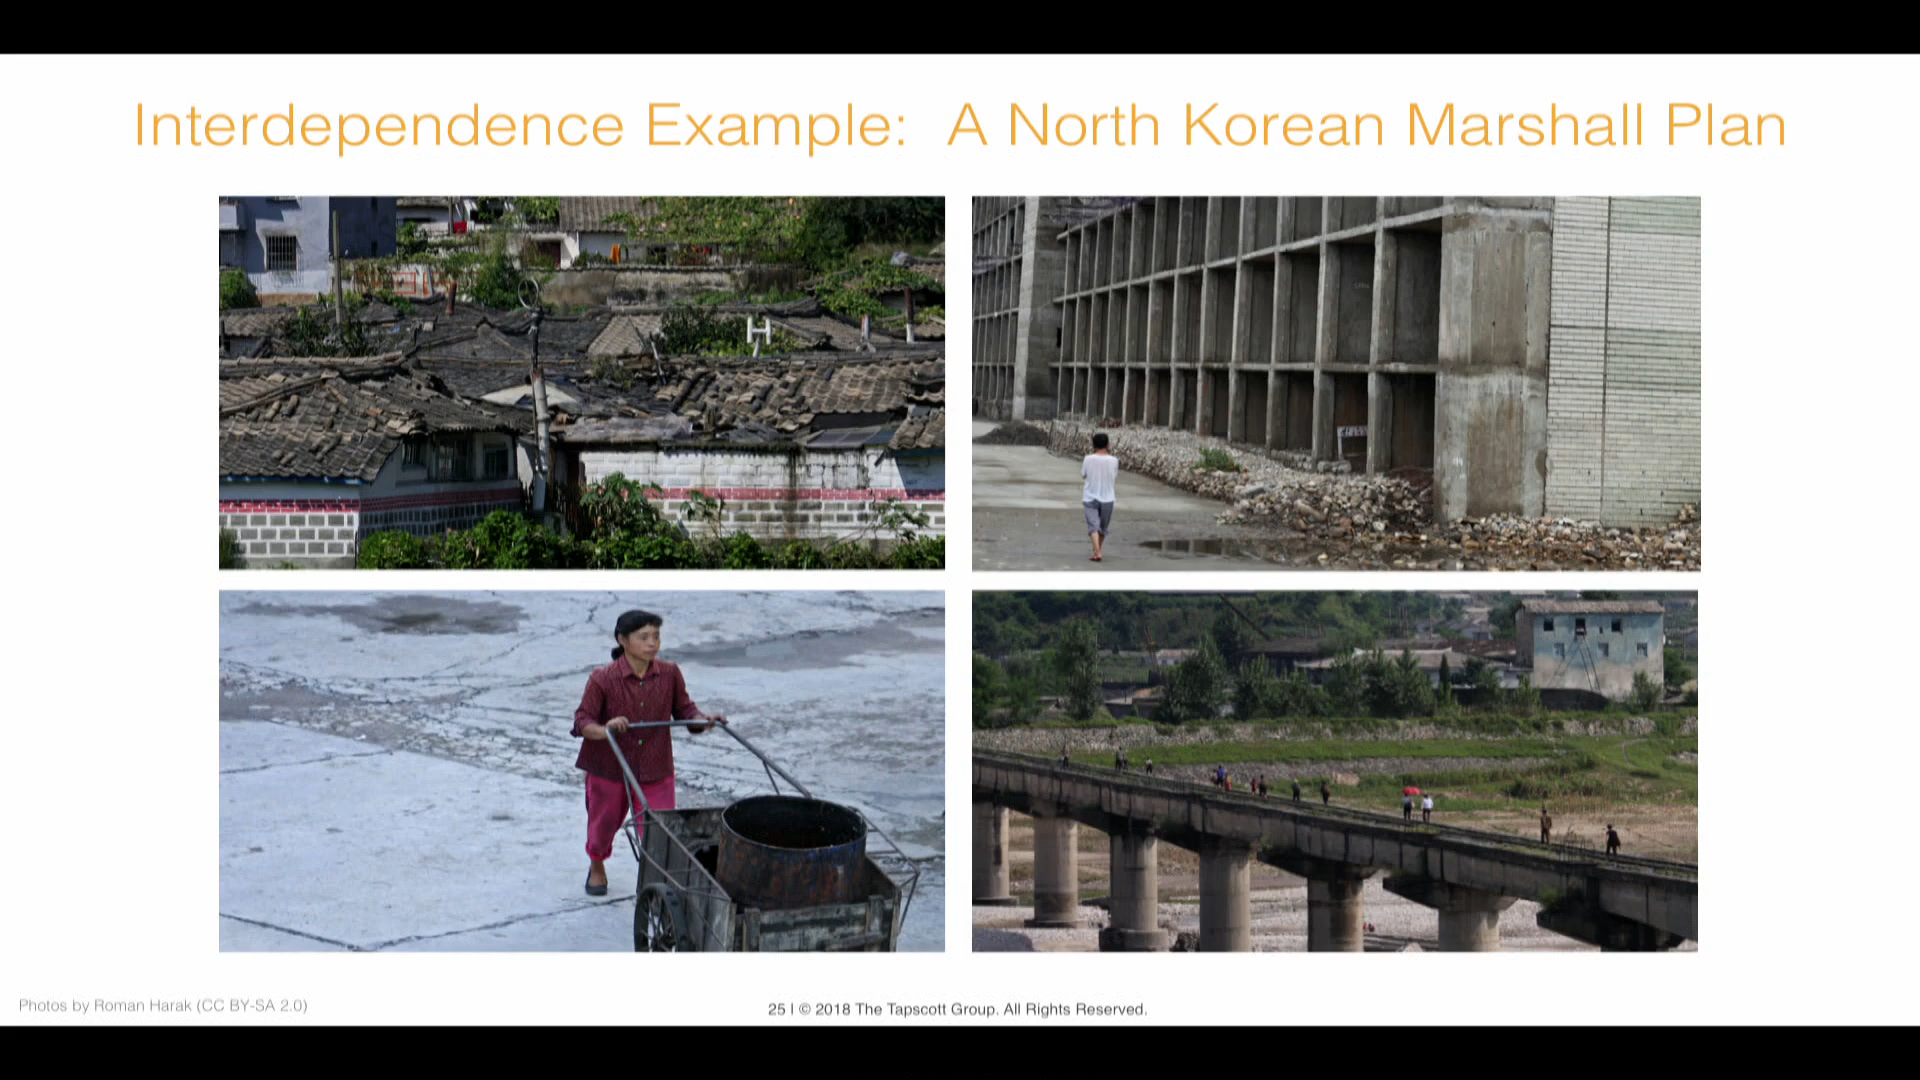 Interdependence Example: A North Korean Marshall Plan
Photos by Roman Harak (CC BY-SA 2.0)
25 | © 2018 The Tapscott Group. All Rights Reserved.